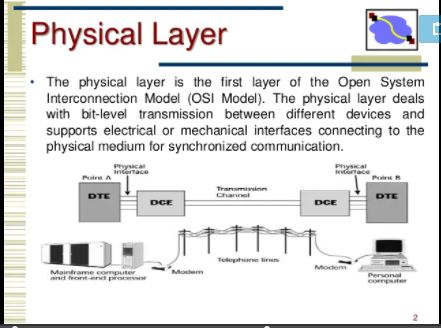 Physical Layer
• The physical layer is the first layer of the Open System
Interconnection Model (OSI Model). The physical layer deals
with bit-level transmission between different devices and
supports electrical or mechanical interfaces connecting to the
physical medium for synchronized communication.
Physical
Interface
Point A
DTE
DCE
Transmission
Channel
Physical
Interface
Point B
DCE
DTE
Telephone lines
Modem
Modem
Mainframe computer
and front-end processor
Personal
computer
2